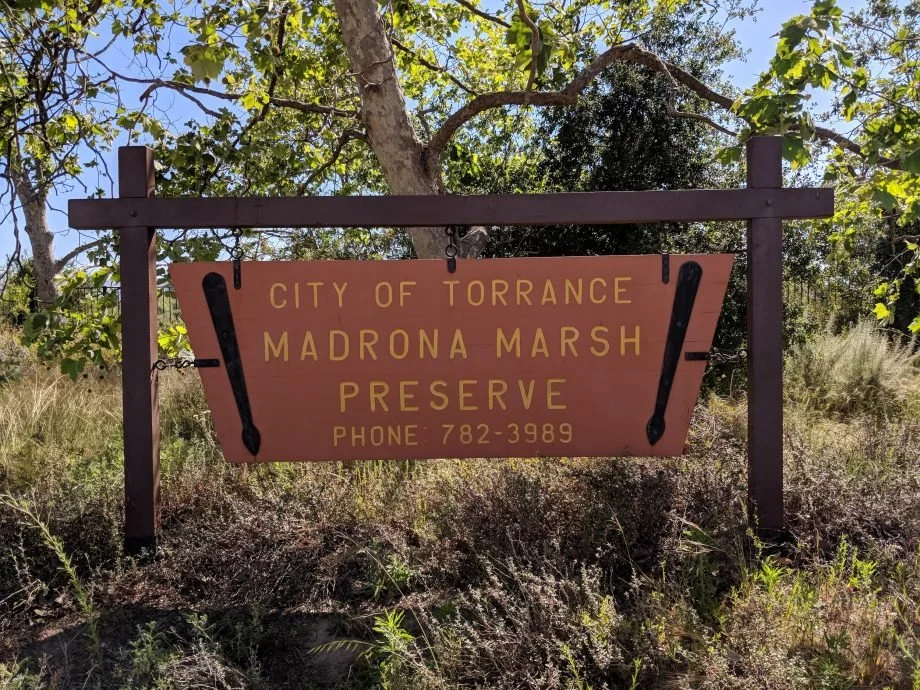 CITY OF TORRANCE
MADRONA MARSH
PRESERVE
PHONE: 782-3989